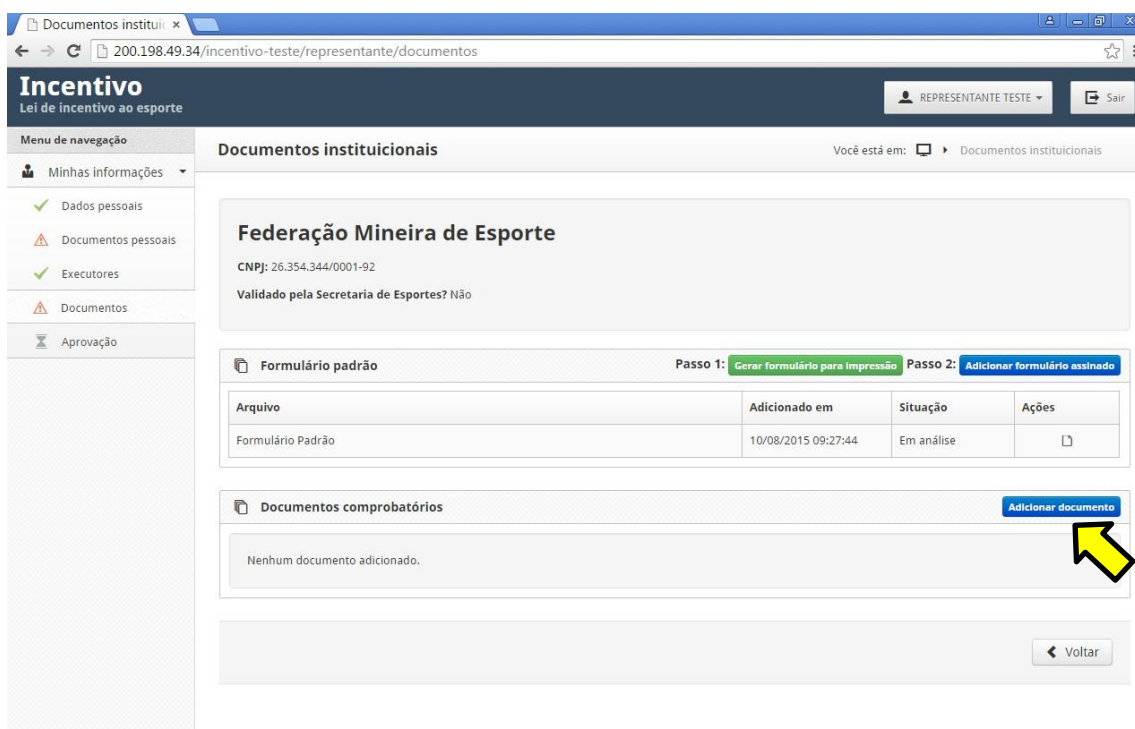 Documentos instituic
200.198.49.34/incentivo-teste/representante/documentos
Incentivo
Lei de incentivo ao esporte
REPRESENTANTE TESTE
Sair
Menu de navegação
Minhas informações
Dados pessoais
Documentos pessoais
Executores
Documentos
Aprovação
Documentos instituicionais
Você está em: Documentos instituicionais
Federação Mineira de Esporte
CNPJ: 26.354.344/0001-92
Validado pela Secretaria de Esportes? Não
Formulário padrão Passo 1: Gerar formulário para impressão Passo 2: Adicionar formulário assinado
Arquivo Adicionado em Situação Ações
Formulário Padrão 10/08/2015 09:27:44 Em análise
Documentos comprobatórios Adicionar documento
Nenhum documento adicionado.
Voltar